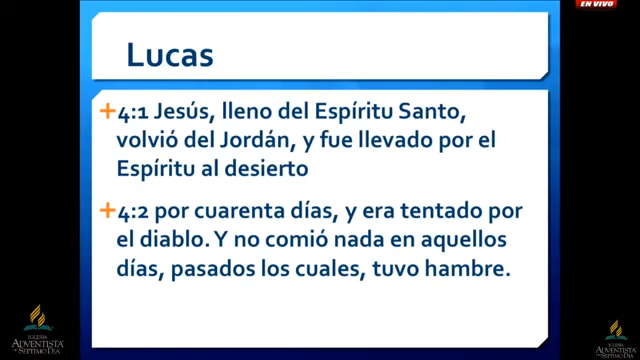 EN VIVO
Lucas
4:1 Jesús, lleno del Espíritu Santo,
volvió del Jordán, y fue llevado por el
Espíritu al desierto
4:2 por cuarenta días, y era tentado por
el diablo. Y no comió nada en aquellos
días, pasados los cuales, tuvo hambre.
IGLESIA
ADVENTISTA
DEL SÉPTIMO DÍA
IGLESIA
ADVENTISTA
DEL SÉPTIMO DÍA